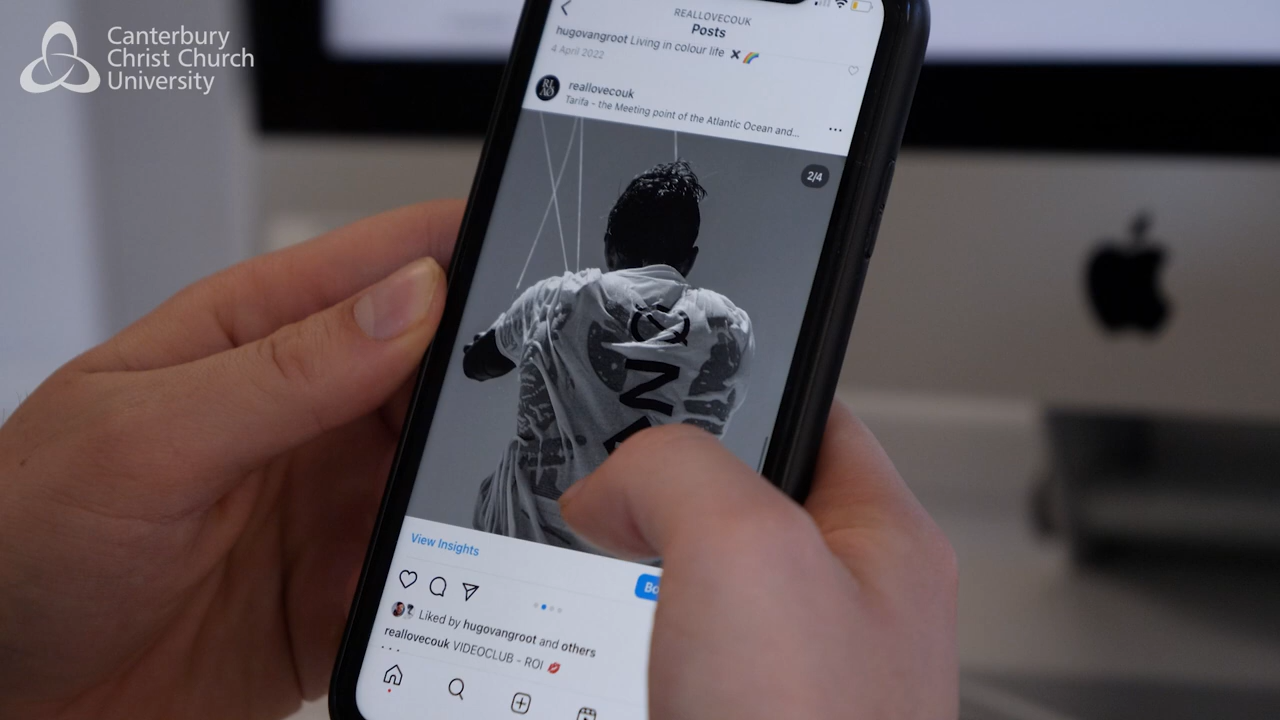 Canterbury
Christ Church
University
REALLOVECOUK
Posts
hugovangroot Living in colour life
4 April 2022
reallovecouk
Tarifa - the Meeting point of the Atlantic Ocean and...
2/4
View Insights
Liked by hugovangroot and others
reallovecouk VIDEOCLUB - ROI 💋